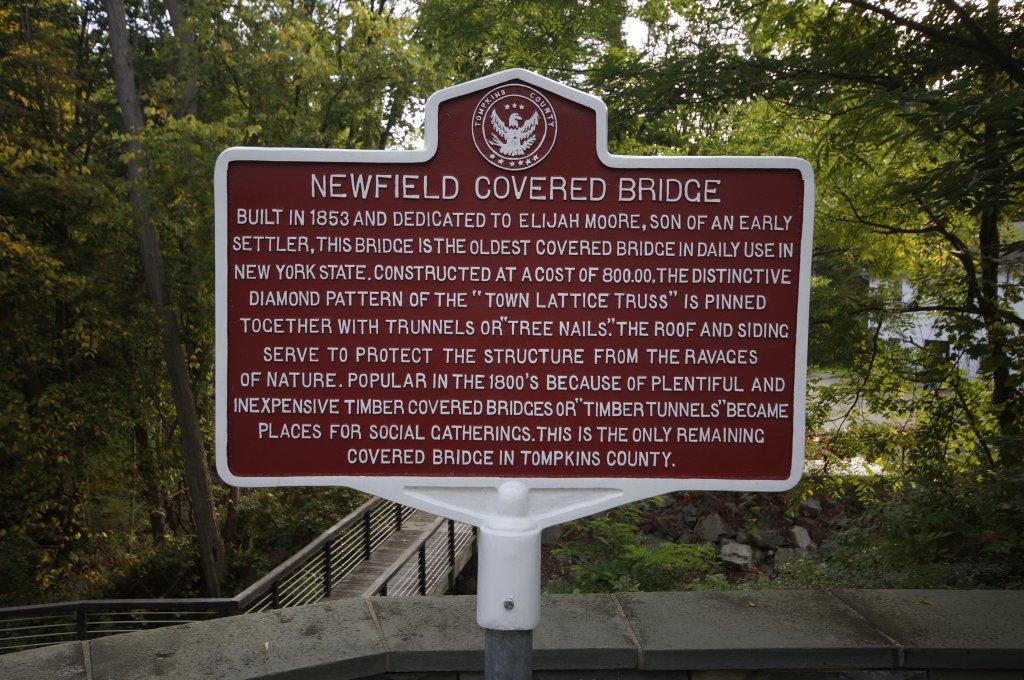 TOMPKINS COUNTY
NEWFIELD COVERED BRIDGE
BUILT IN 1853 AND DEDICATED TO ELIJAH MOORE, SON OF AN EARLY
SETTLER, THIS BRIDGE IS THE OLDEST COVERED BRIDGE IN DAILY USE IN
NEW YORK STATE. CONSTRUCTED AT A COST OF 800.00, THE DISTINCTIVE
DIAMOND PATTERN OF THE "TOWN LATTICE TRUSS" IS PINNED
TOGETHER WITH TRUNNELS OR "TREE NAILS." THE ROOF AND SIDING
SERVE TO PROTECT THE STRUCTURE FROM THE RAVAGES
OF NATURE. POPULAR IN THE 1800'S BECAUSE OF PLENTIFUL AND
INEXPENSIVE TIMBER COVERED BRIDGES OR "TIMBER TUNNELS" BECAME
PLACES FOR SOCIAL GATHERINGS. THIS IS THE ONLY REMAINING
COVERED BRIDGE IN TOMPKINS COUNTY.